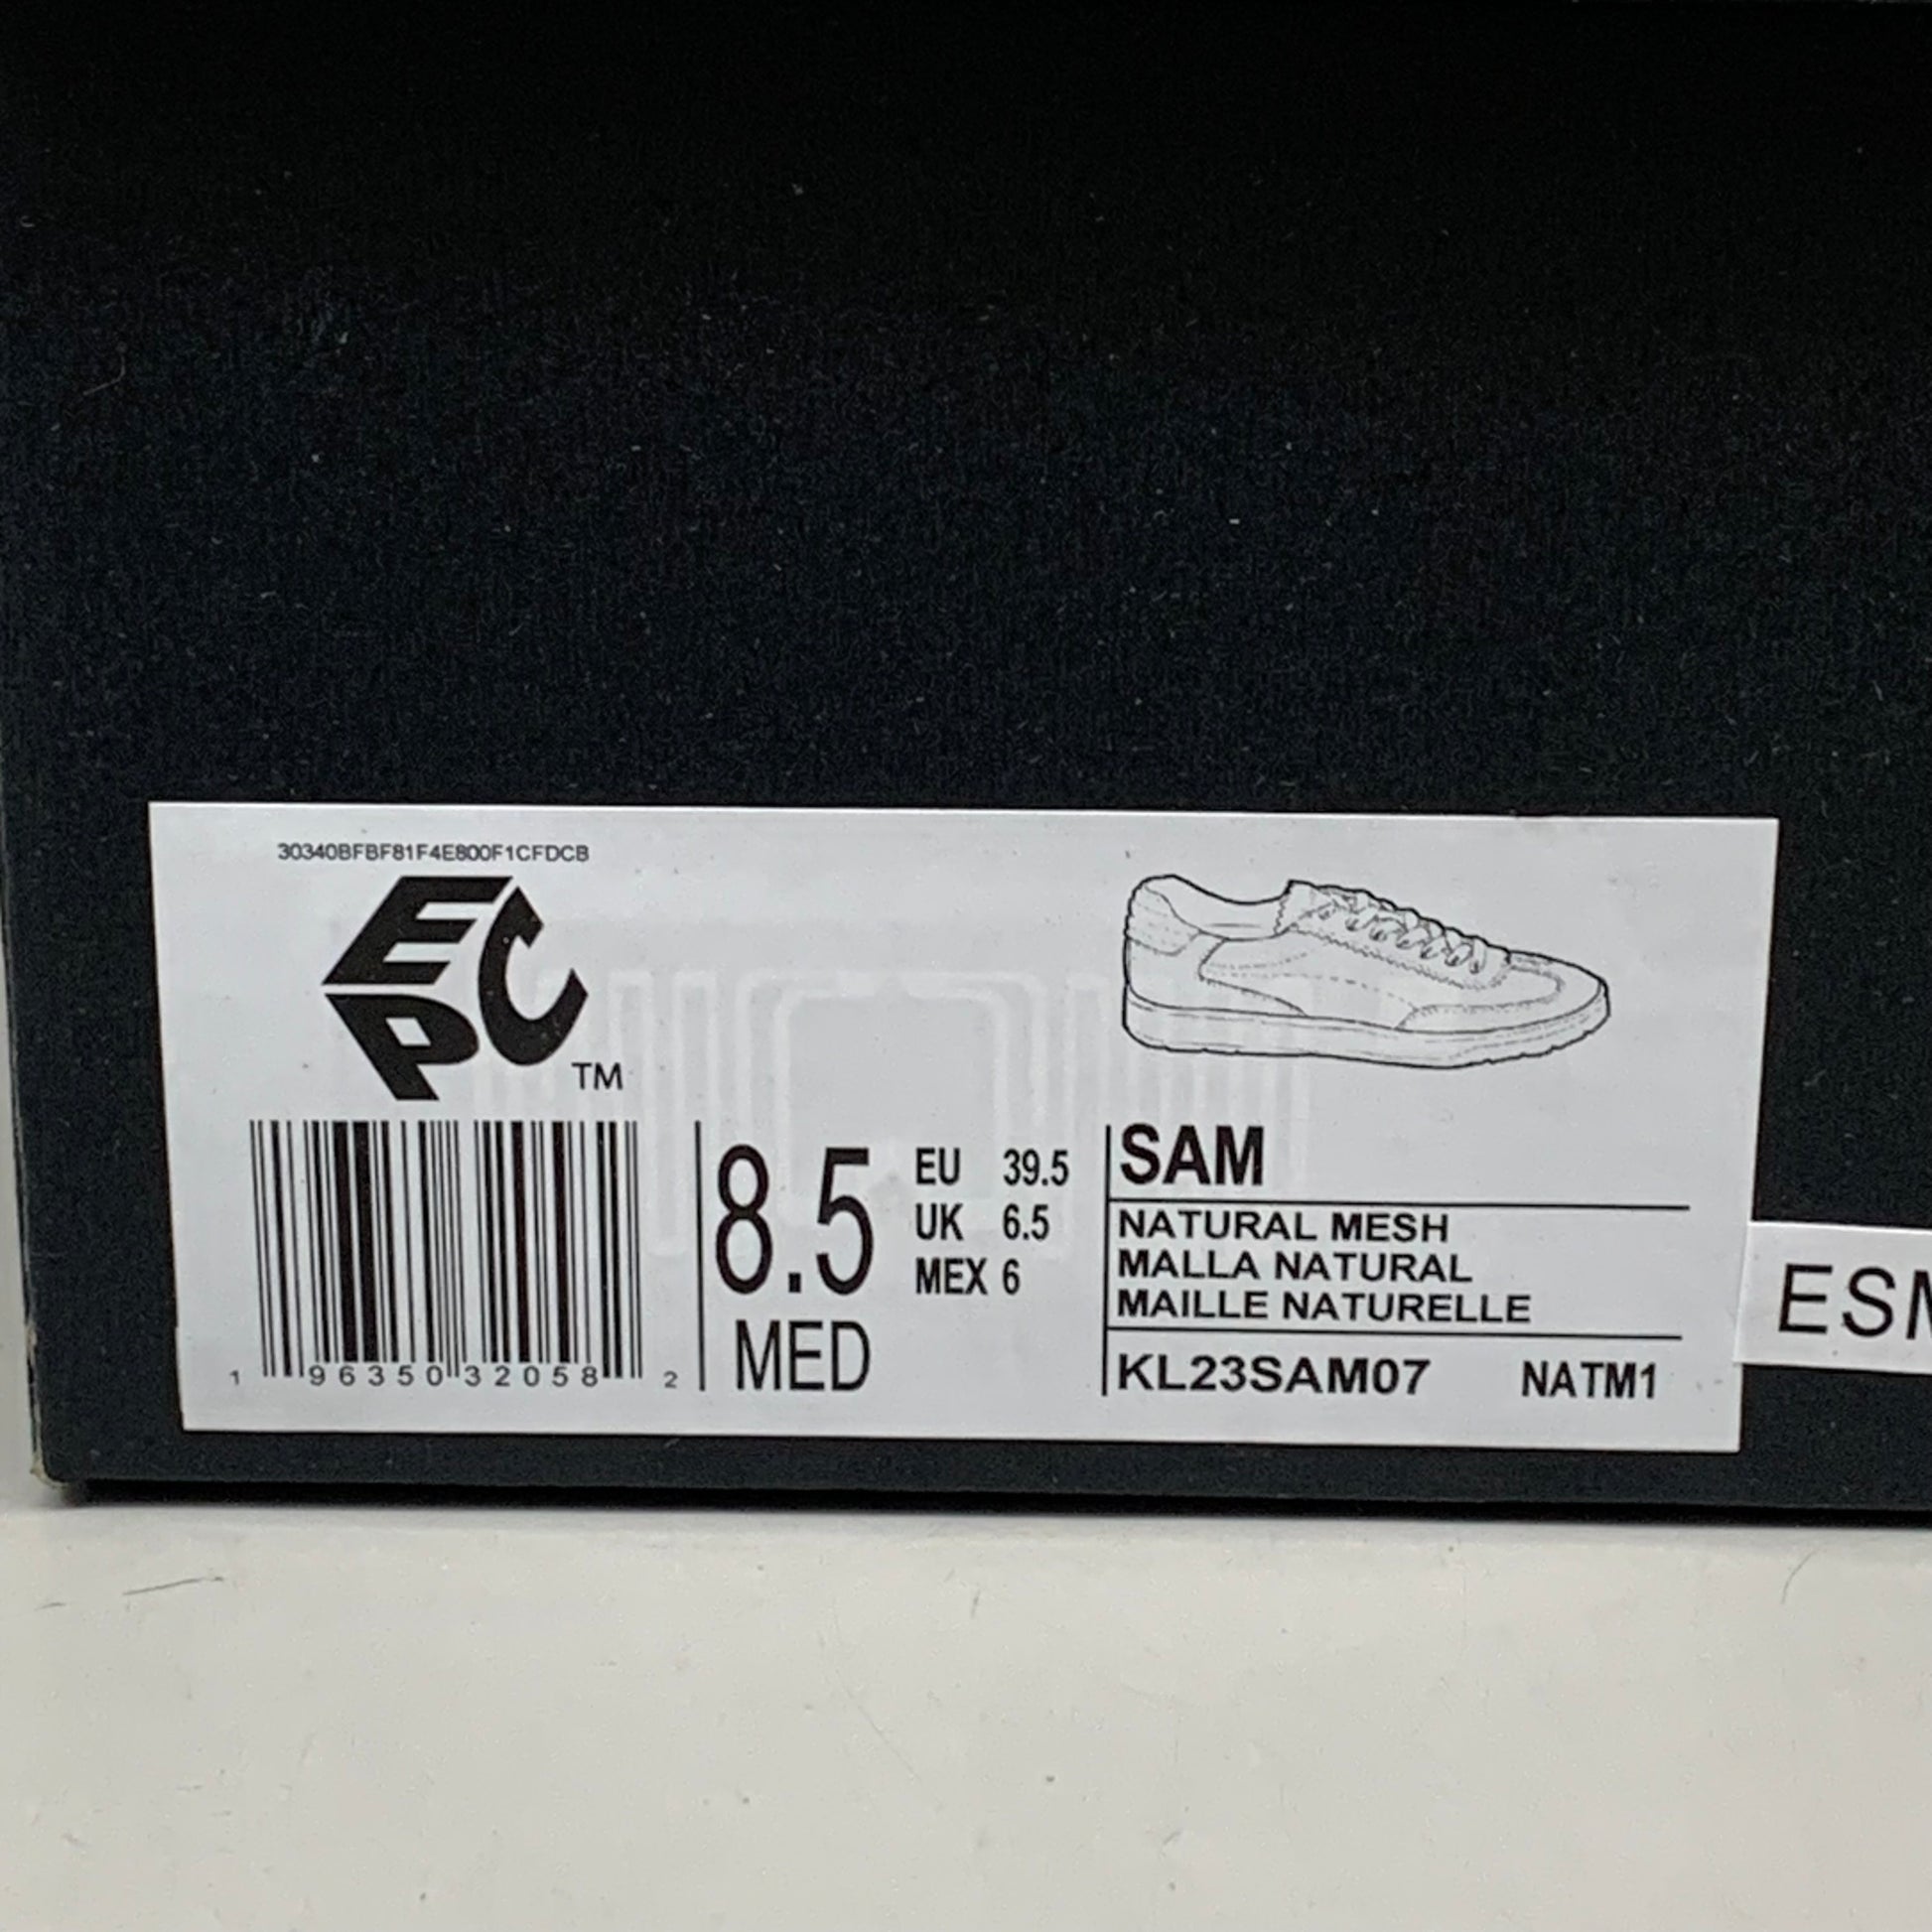 30340BFBF81F4E800F1CFDCB
EPC
TM
1 96350 32058 2
8.5
MED
EU 39.5
UK 6.5
MEX 6
SAM
NATURAL MESH
MALLA NATURAL
MAILLE NATURELLE
KL23SAM07 NATM1